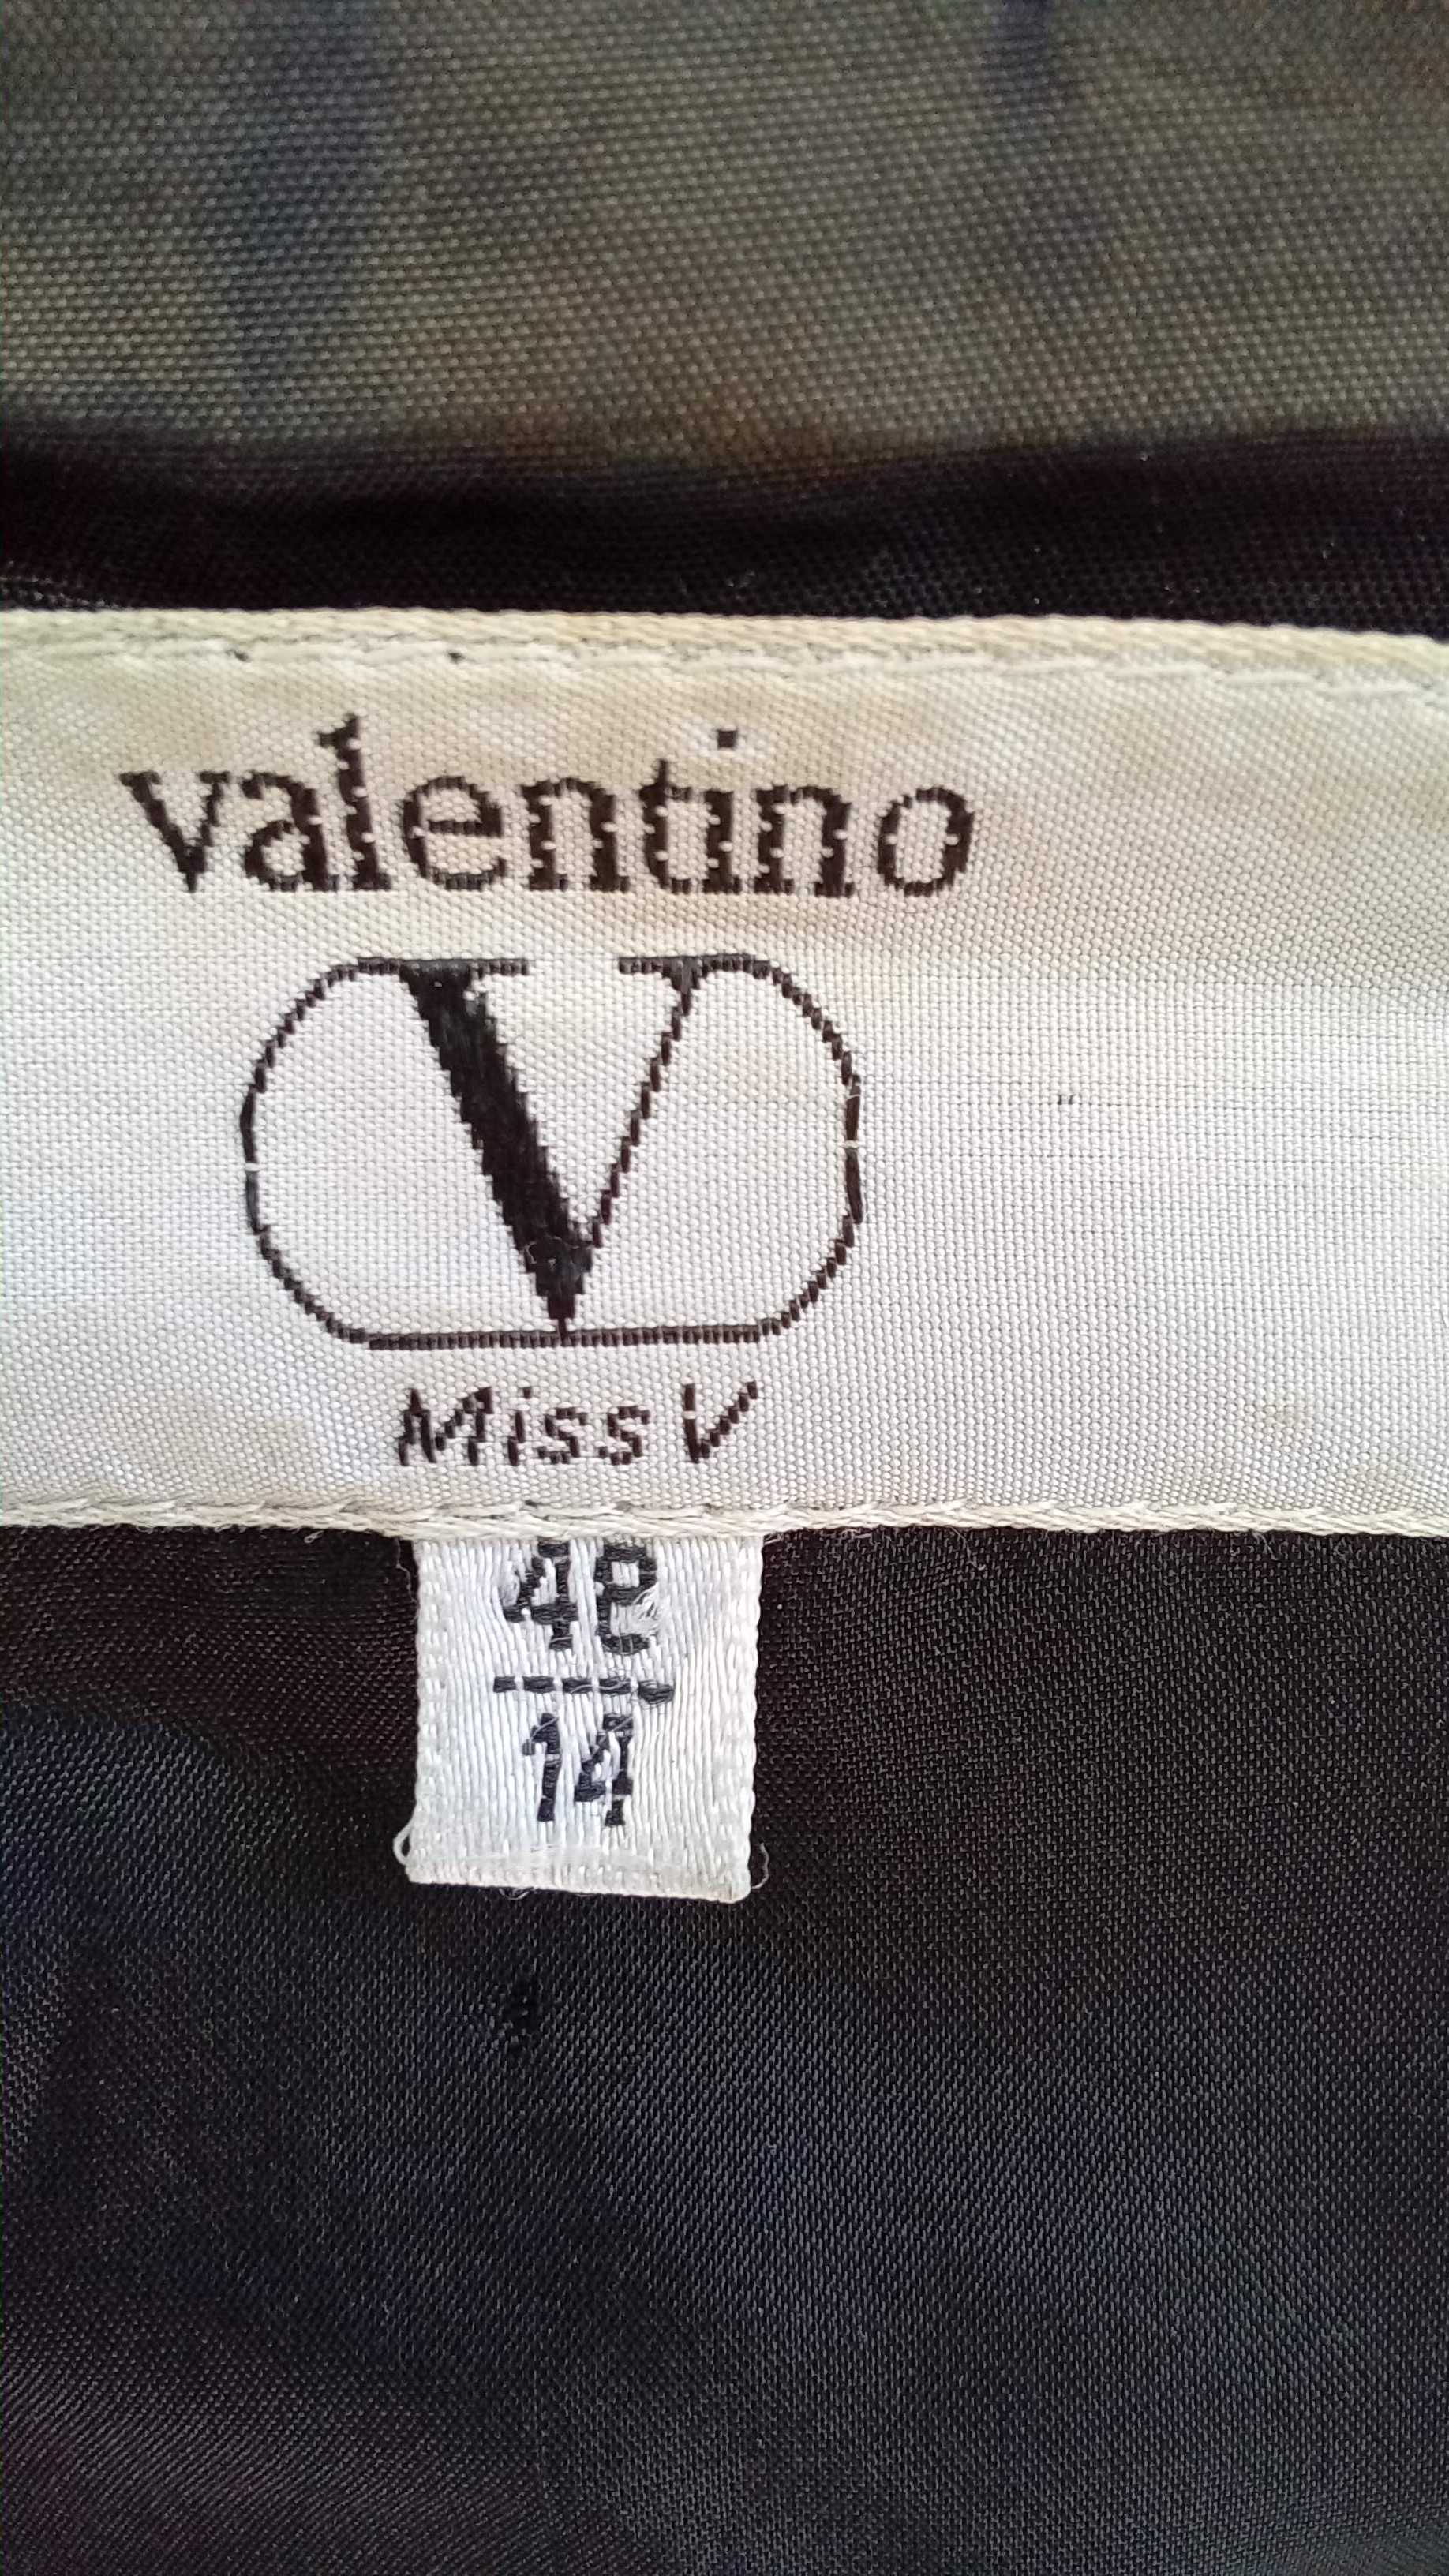 valentino
V
Miss V
48
14